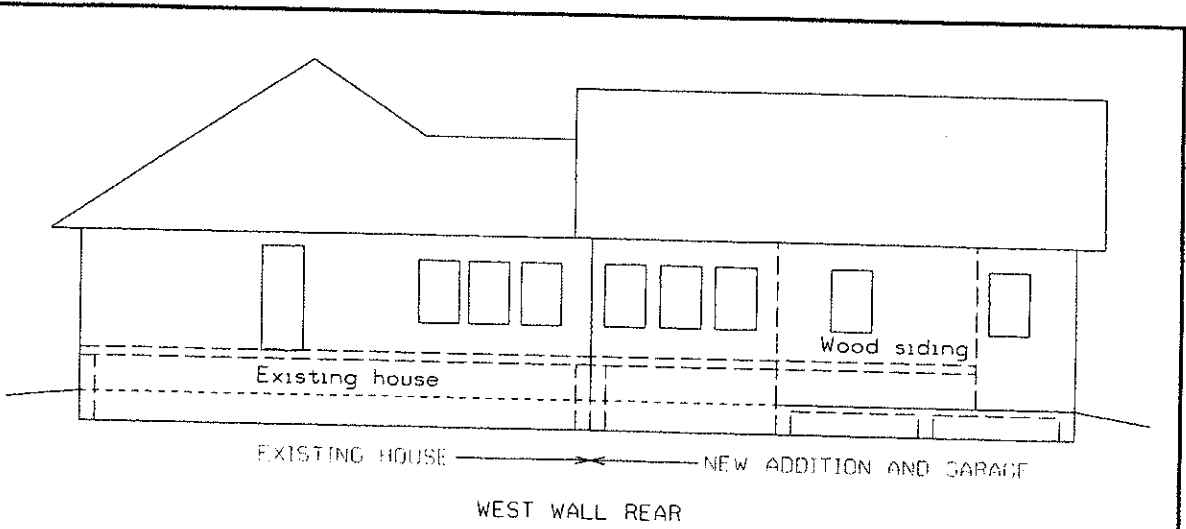 Wood siding
Existing house
EXISTING HOUSE NEW ADDITION AND GARAGE
WEST WALL REAR